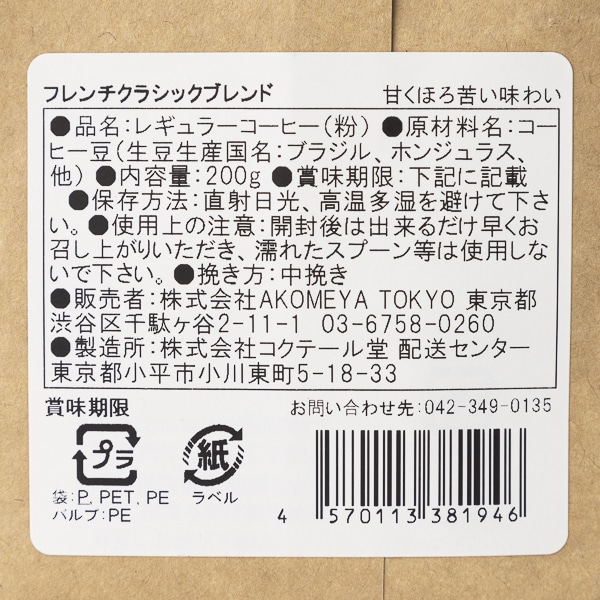 フレンチクラシックブレンド 甘くほろ苦い味わい
●品名：レギュラーコーヒー（粉） ●原材料名：コー
ヒー豆（生豆生産国名：ブラジル、ホンジュラス、
他）●内容量：200g ●賞味期限：下記に記載
●保存方法：直射日光、高温多湿を避けて下さ
い。●使用上の注意：開封後は出来るだけ早くお
召し上がりいただき、濡れたスプーン等は使用しな
いで下さい。●挽き方：中挽き
●販売者：株式会社AKOMEYA TOKYO 東京都
渋谷区千駄ヶ谷2-11-1 03-6758-0260
●製造所：株式会社コクテール堂 配送センター
東京都小平市小川東町5-18-33
賞味期限 お問い合わせ先：042-349-0135
プラ 紙
袋：P, PET, PE ラベル
バルブ：PE
4 570113 381946